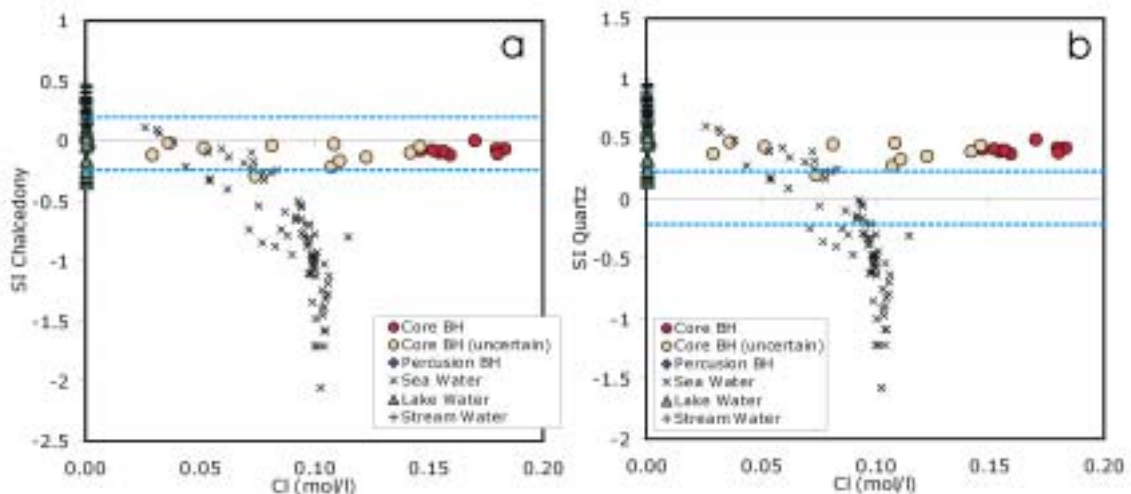 a
SI Chalcedony
1
0.5
0
-0.5
-1
-1.5
-2
-2.5
Core BH
Core BH (uncertain)
Percusion BH
Sea Water
Lake Water
Stream Water
0.00 0.05 0.10 0.15 0.20
Cl (mol/l)
b
SI Quartz
1.5
1
0.5
0
-0.5
-1
-1.5
-2
Core BH
Core BH (uncertain)
Percusion BH
Sea Water
Lake Water
Stream Water
0.00 0.05 0.10 0.15 0.20
Cl (mol/l)